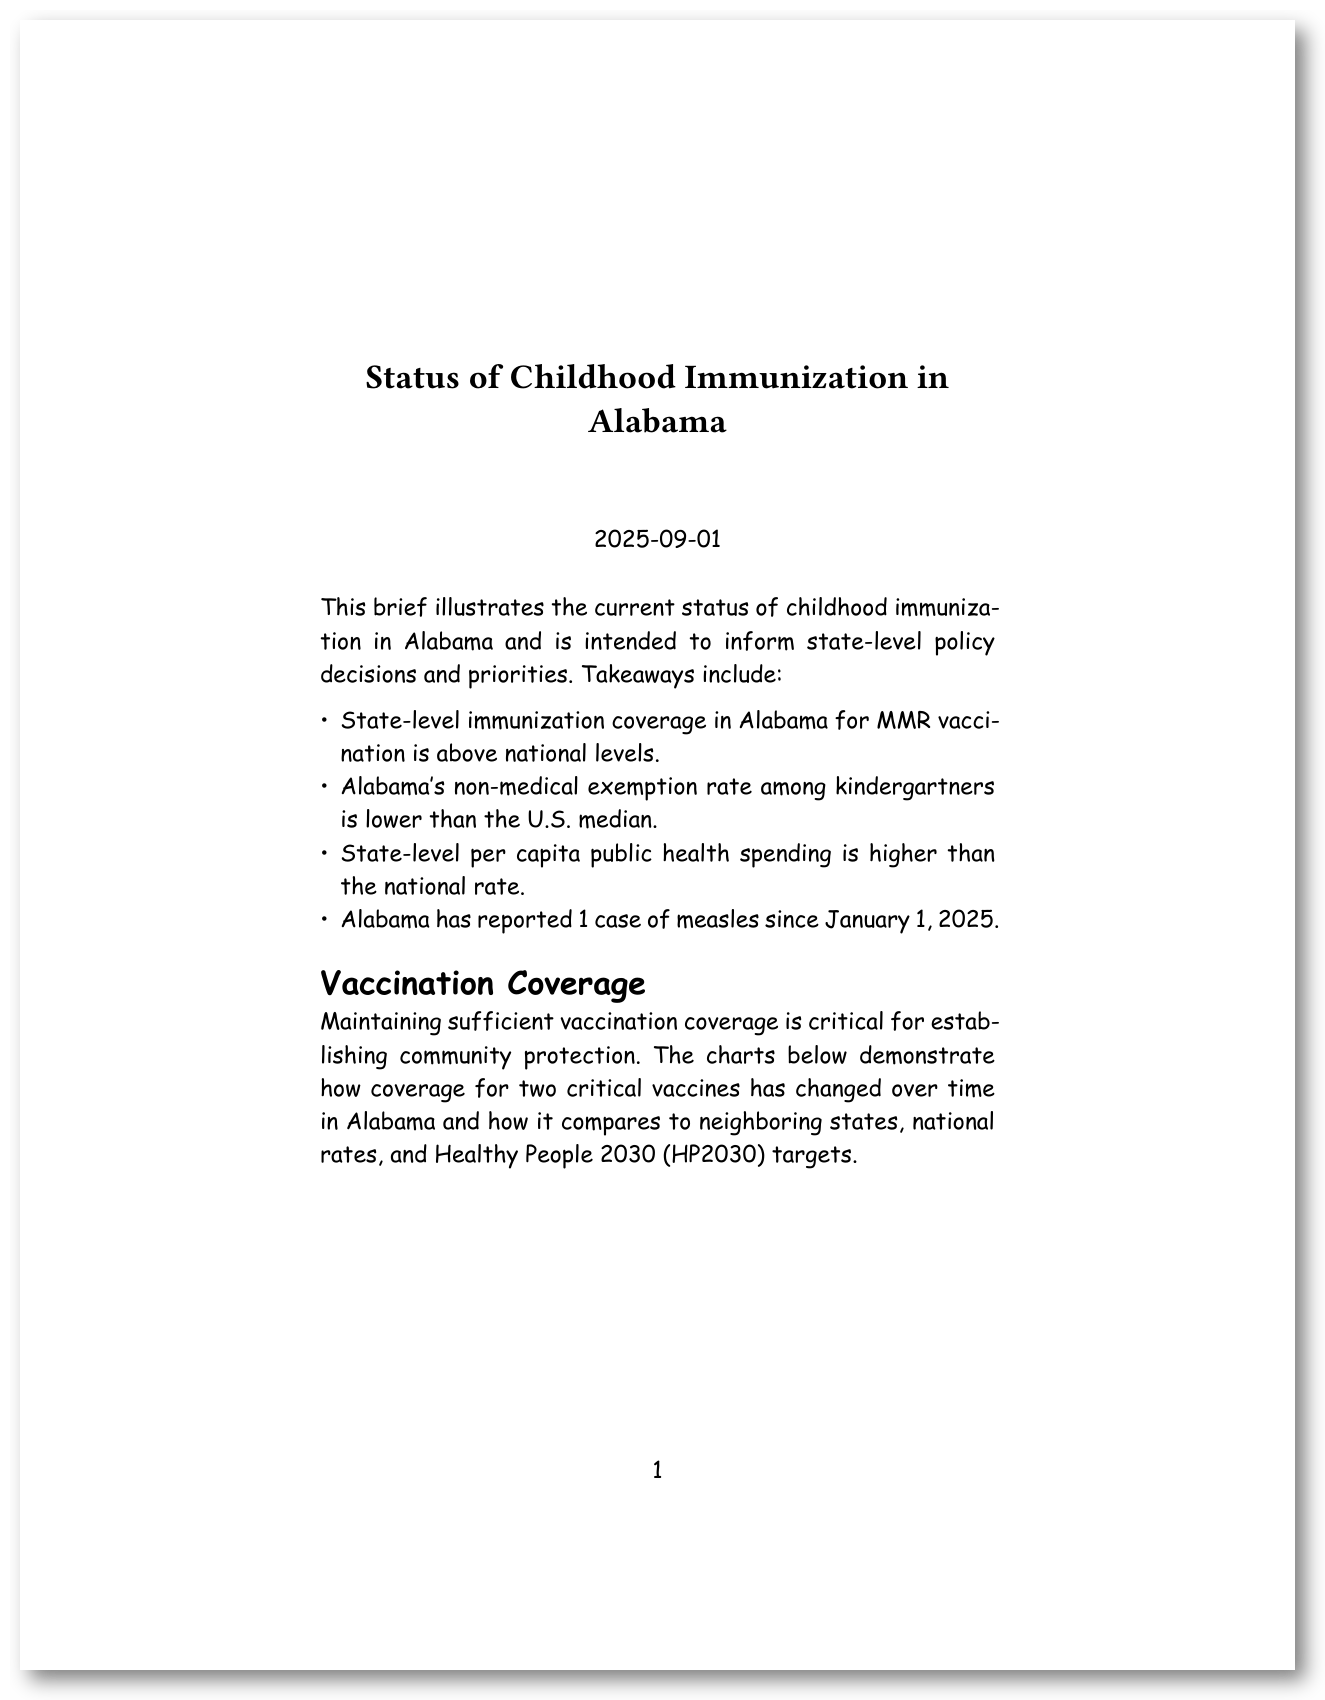 Status of Childhood Immunization in
Alabama
2025-09-01
This brief illustrates the current status of childhood immuniza-
tion in Alabama and is intended to inform state-level policy
decisions and priorities. Takeaways include:
• State-level immunization coverage in Alabama for MMR vacci-
nation is above national levels.
• Alabama's non-medical exemption rate among kindergartners
is lower than the U.S. median.
• State-level per capita public health spending is higher than
the national rate.
• Alabama has reported 1 case of measles since January 1, 2025.
Vaccination Coverage
Maintaining sufficient vaccination coverage is critical for estab-
lishing community protection. The charts below demonstrate
how coverage for two critical vaccines has changed over time
in Alabama and how it compares to neighboring states, national
rates, and Healthy People 2030 (HP2030) targets.
1